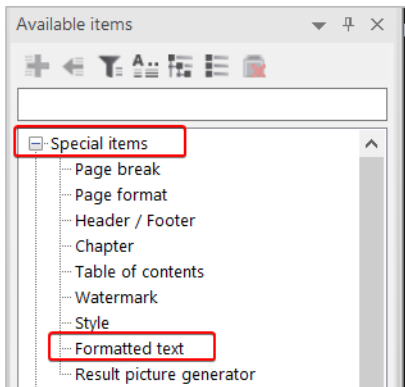 Available items
Special items
Page break
Page format
Header / Footer
Chapter
Table of contents
Watermark
Style
Formatted text
Result picture generator